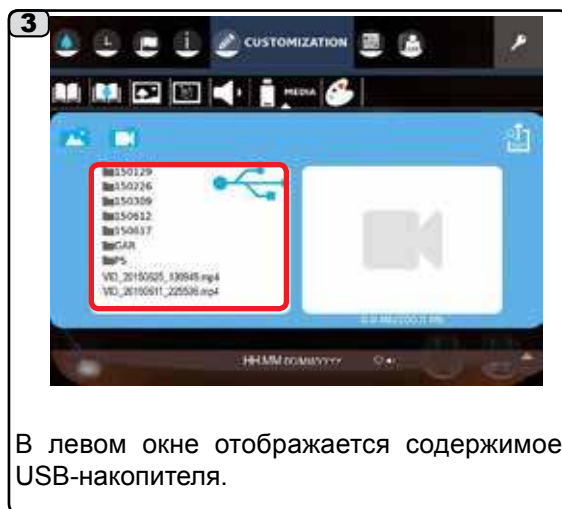 3
CUSTOMIZATION
MEDIA
150129
150226
150309
150612
150617
GAR
PS
VID_20150625_130945.mp4
VID_20150611_225536.mp4
HH:MM DD/MM/YYYY
В левом окне отображается содержимое
USB-накопителя.